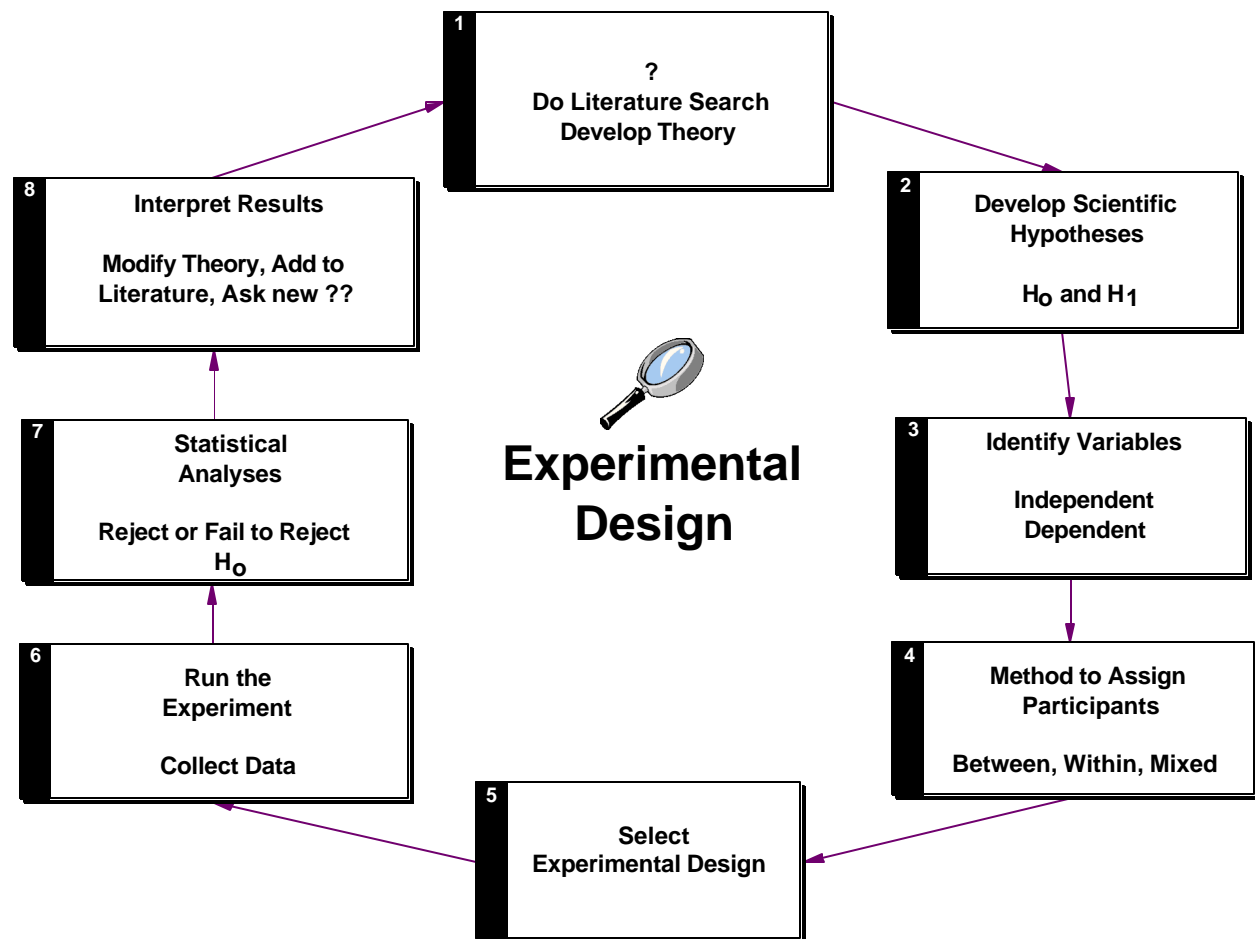 1
?
Do Literature Search
Develop Theory
2
Develop Scientific
Hypotheses
Ho and H1
3
Identify Variables
Independent
Dependent
4
Method to Assign
Participants
Between, Within, Mixed
5
Select
Experimental Design
6
Run the
Experiment
Collect Data
7
Statistical
Analyses
Reject or Fail to Reject
Ho
8
Interpret Results
Modify Theory, Add to
Literature, Ask new ??
Experimental
Design